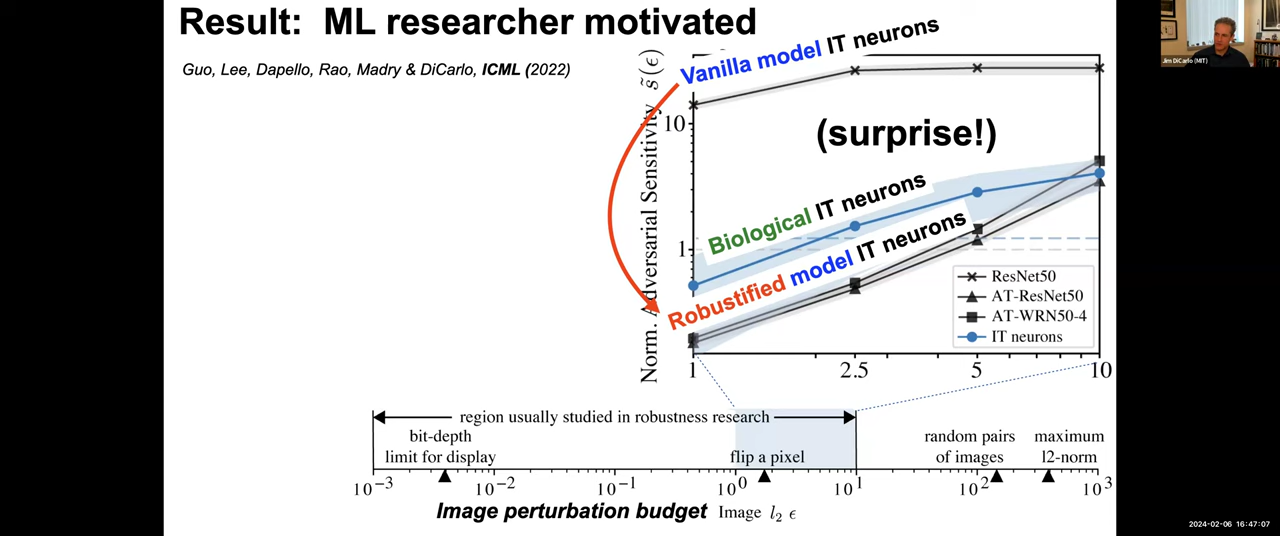 Result: ML researcher motivated
Guo, Lee, Dapello, Rao, Madry & DiCarlo, ICML (2022)
Vanilla model IT neurons
Norm. Adversarial Sensitivity s̃(ϵ)
10
1
(surprise!)
Biological IT neurons
Robustified model IT neurons
ResNet50
AT-ResNet50
AT-WRN50-4
IT neurons
1 2.5 5 10
region usually studied in robustness research
bit-depth
limit for display
flip a pixel
random pairs
of images
maximum
l2-norm
10⁻³ 10⁻² 10⁻¹ 10⁰ 10¹ 10² 10³
Image perturbation budget Image l₂ ϵ
Jim DiCarlo (MIT)
2024-02-06 16:47:07